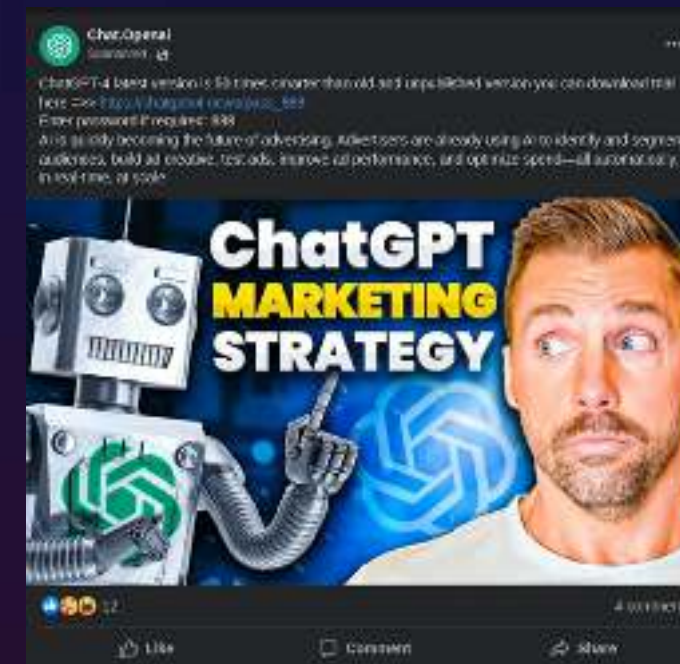 Chat.Openai
Sponsored
ChatGPT-4 latest version is 50 times smarter than old and unpublished version you can download trial
here =>>
Enter password if required: 888
AI is quickly becoming the future of advertising. Advertisers are already using AI to identify and segment
audiences, build ad creative, test ads, improve ad performance, and optimize spend—all automatically,
in real-time, at scale
ChatGPT
MARKETING
STRATEGY
12
4
Like
Comment
Share